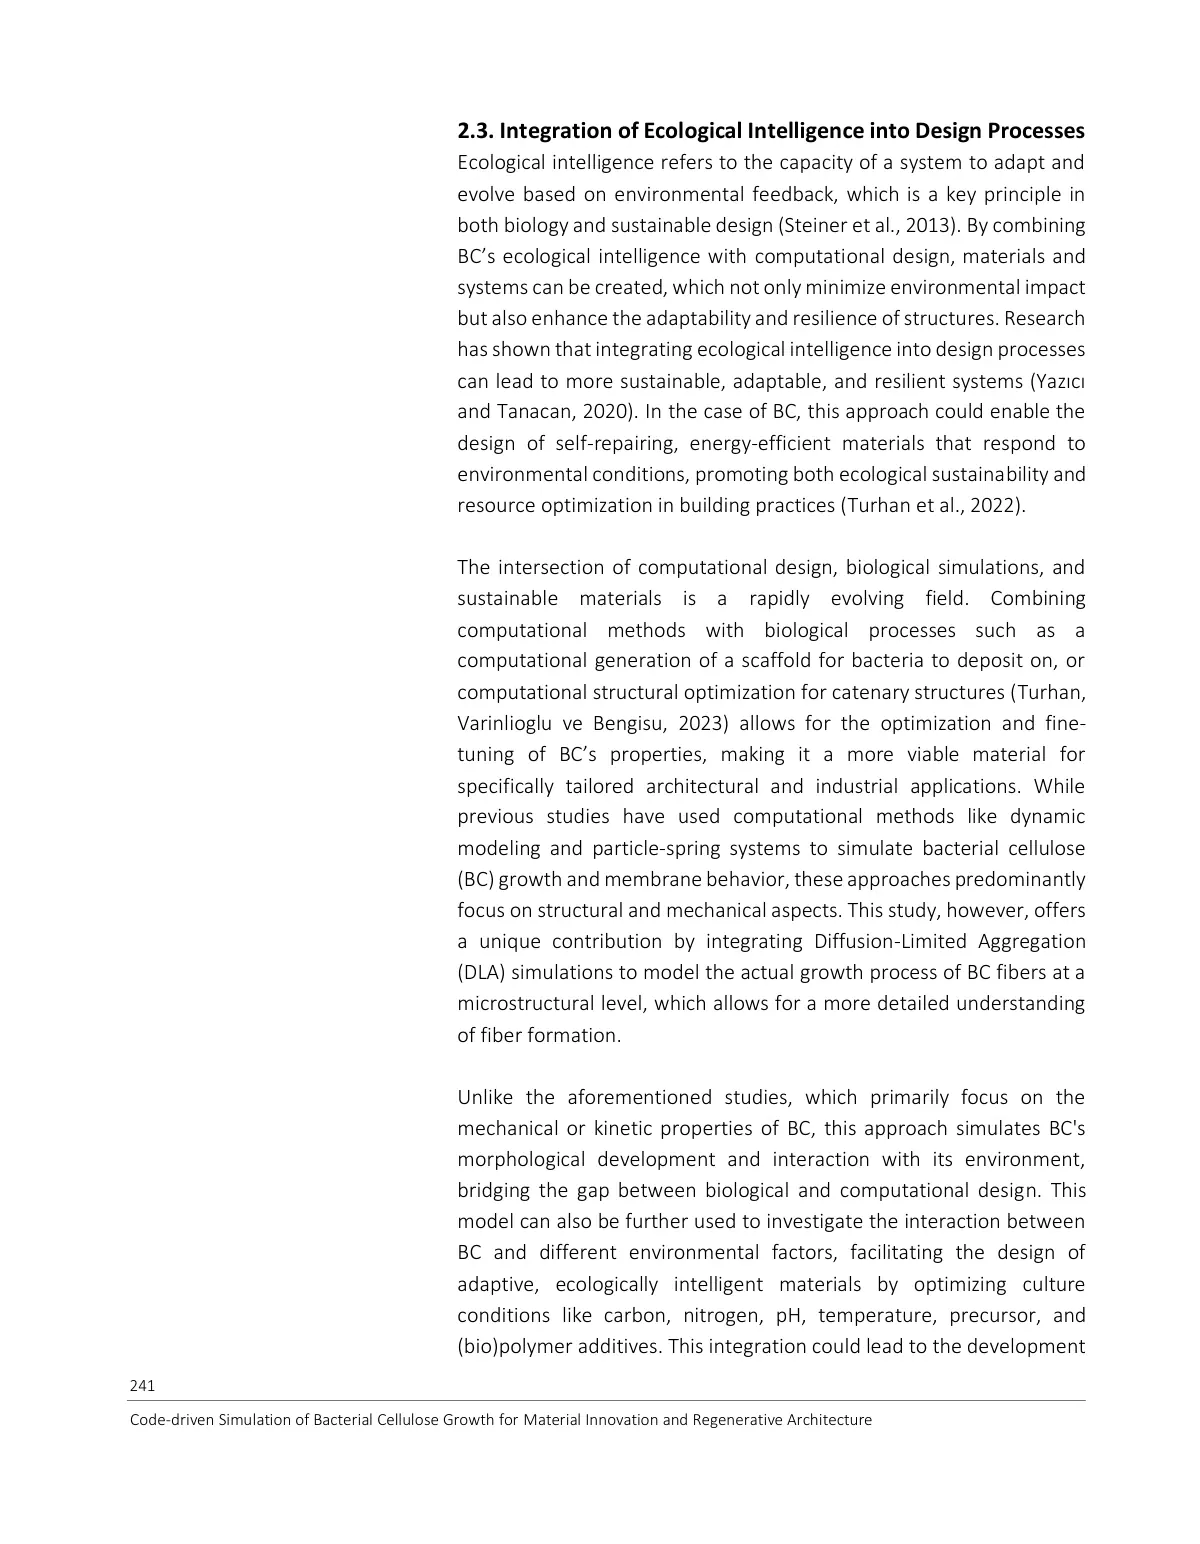 2.3. Integration of Ecological Intelligence into Design Processes
Ecological intelligence refers to the capacity of a system to adapt and
evolve based on environmental feedback, which is a key principle in
both biology and sustainable design (Steiner et al., 2013). By combining
BC’s ecological intelligence with computational design, materials and
systems can be created, which not only minimize environmental impact
but also enhance the adaptability and resilience of structures. Research
has shown that integrating ecological intelligence into design processes
can lead to more sustainable, adaptable, and resilient systems (Yazıcı
and Tanacan, 2020). In the case of BC, this approach could enable the
design of self-repairing, energy-efficient materials that respond to
environmental conditions, promoting both ecological sustainability and
resource optimization in building practices (Turhan et al., 2022).
The intersection of computational design, biological simulations, and
sustainable materials is a rapidly evolving field. Combining
computational methods with biological processes such as a
computational generation of a scaffold for bacteria to deposit on, or
computational structural optimization for catenary structures (Turhan,
Varinlioglu ve Bengisu, 2023) allows for the optimization and fine-
tuning of BC’s properties, making it a more viable material for
specifically tailored architectural and industrial applications. While
previous studies have used computational methods like dynamic
modeling and particle-spring systems to simulate bacterial cellulose
(BC) growth and membrane behavior, these approaches predominantly
focus on structural and mechanical aspects. This study, however, offers
a unique contribution by integrating Diffusion-Limited Aggregation
(DLA) simulations to model the actual growth process of BC fibers at a
microstructural level, which allows for a more detailed understanding
of fiber formation.
Unlike the aforementioned studies, which primarily focus on the
mechanical or kinetic properties of BC, this approach simulates BC's
morphological development and interaction with its environment,
bridging the gap between biological and computational design. This
model can also be further used to investigate the interaction between
BC and different environmental factors, facilitating the design of
adaptive, ecologically intelligent materials by optimizing culture
conditions like carbon, nitrogen, pH, temperature, precursor, and
(bio)polymer additives. This integration could lead to the development
241
Code-driven Simulation of Bacterial Cellulose Growth for Material Innovation and Regenerative Architecture